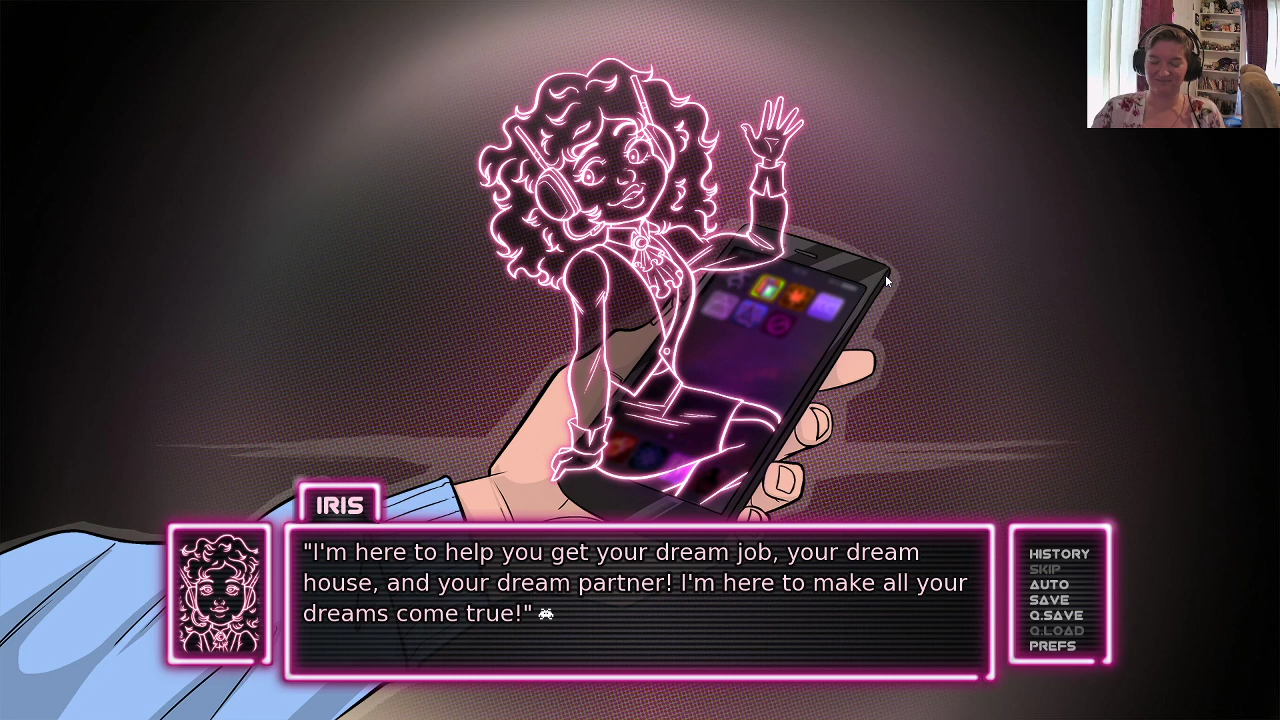 IRIS
"I'm here to help you get your dream job, your dream
house, and your dream partner! I'm here to make all your
dreams come true!"
HISTORY
SKIP
AUTO
SAVE
Q.SAVE
Q.LOAD
PREFS